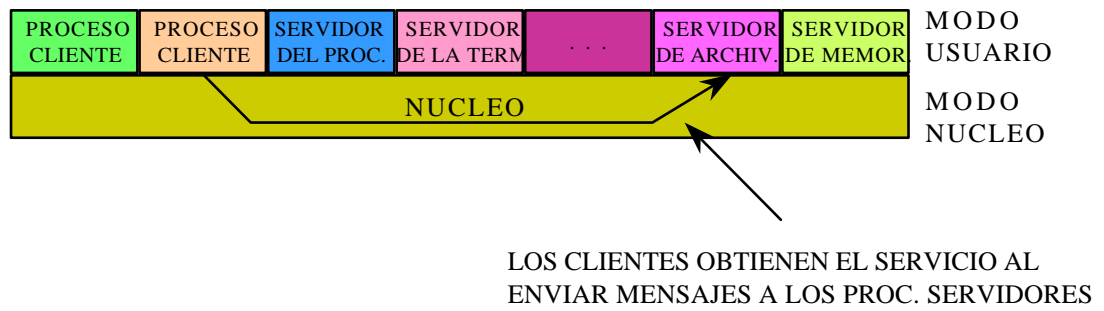 PROCESO
CLIENTE
PROCESO
CLIENTE
SERVIDOR
DEL PROC.
SERVIDOR
DE LA TERM
. . .
SERVIDOR
DE ARCHIV.
SERVIDOR
DE MEMOR.
MODO
USUARIO
NUCLEO
MODO
NUCLEO
LOS CLIENTES OBTIENEN EL SERVICIO AL
ENVIAR MENSAJES A LOS PROC. SERVIDORES